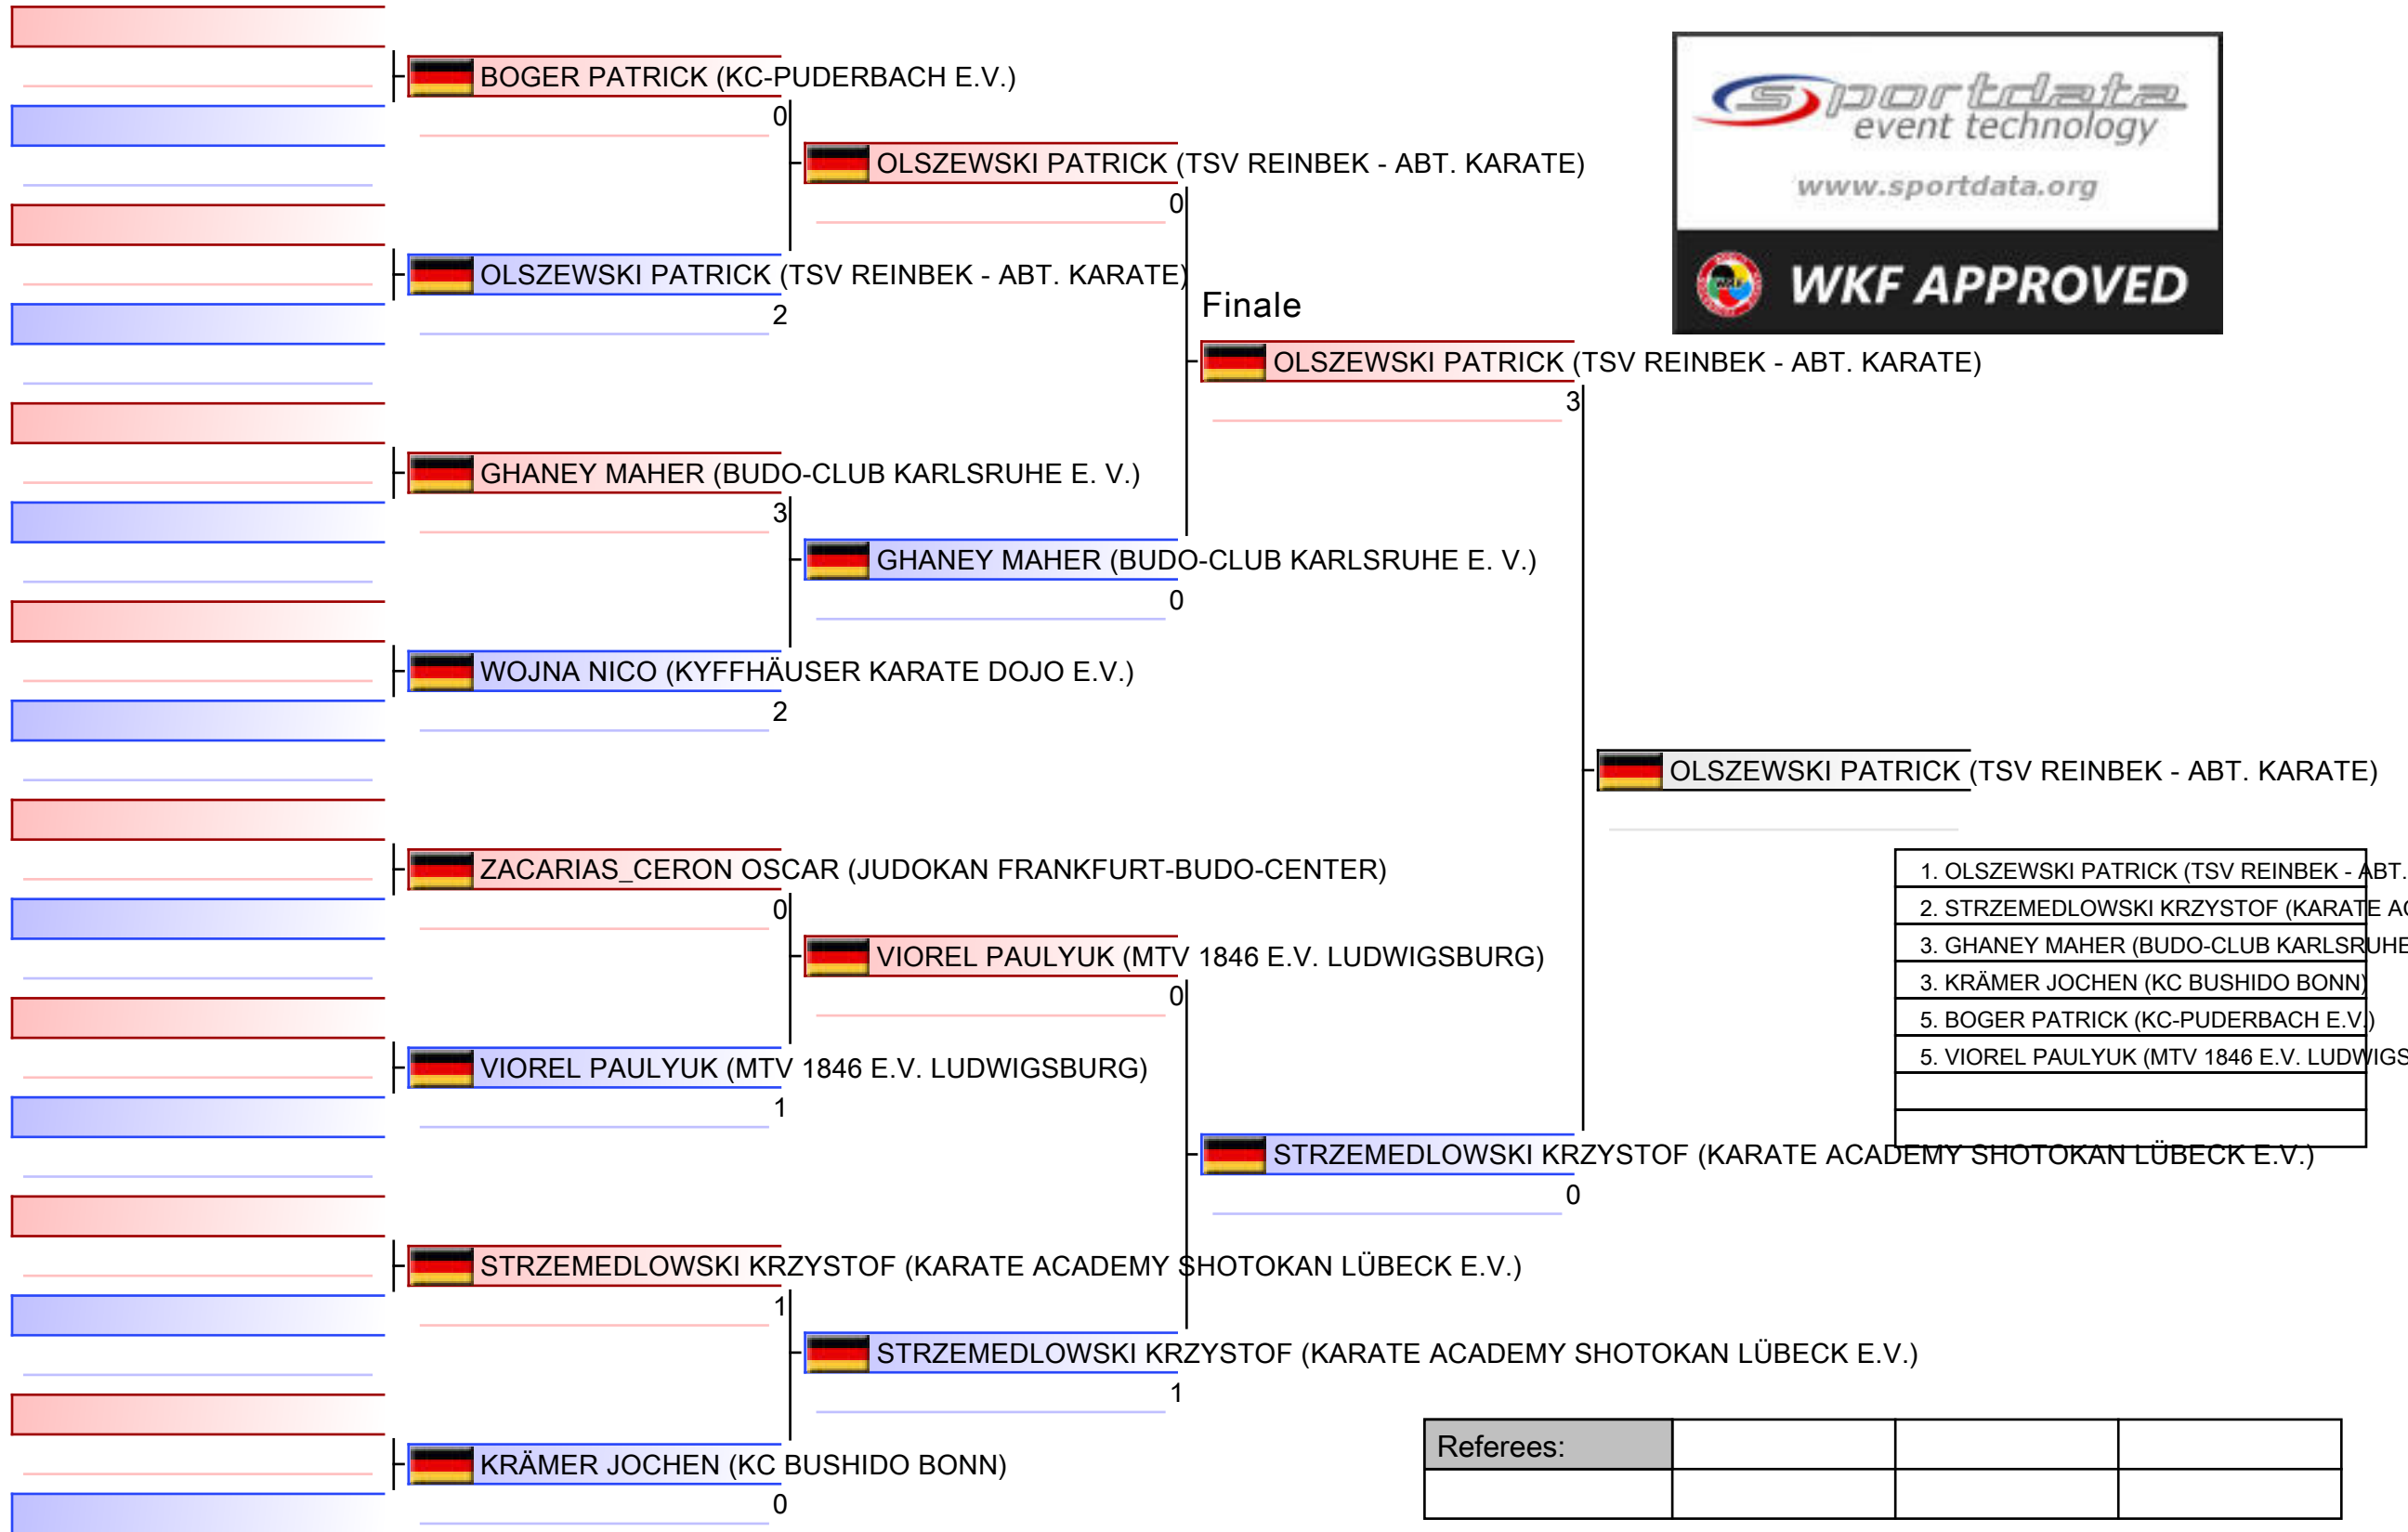 BOGER PATRICK (KC-PUDERBACH E.V.)
0
OLSZEWSKI PATRICK (TSV REINBEK - ABT. KARATE)
0
OLSZEWSKI PATRICK (TSV REINBEK - ABT. KARATE)
2
Finale
OLSZEWSKI PATRICK (TSV REINBEK - ABT. KARATE)
3
GHANEY MAHER (BUDO-CLUB KARLSRUHE E. V.)
3
GHANEY MAHER (BUDO-CLUB KARLSRUHE E. V.)
0
WOJNA NICO (KYFFHÄUSER KARATE DOJO E.V.)
2
OLSZEWSKI PATRICK (TSV REINBEK - ABT. KARATE)
ZACARIAS_CERON OSCAR (JUDOKAN FRANKFURT-BUDO-CENTER)
0
VIOREL PAULYUK (MTV 1846 E.V. LUDWIGSBURG)
0
VIOREL PAULYUK (MTV 1846 E.V. LUDWIGSBURG)
1
STRZEMEDLOWSKI KRZYSTOF (KARATE ACADEMY SHOTOKAN LÜBECK E.V.)
0
STRZEMEDLOWSKI KRZYSTOF (KARATE ACADEMY SHOTOKAN LÜBECK E.V.)
1
STRZEMEDLOWSKI KRZYSTOF (KARATE ACADEMY SHOTOKAN LÜBECK E.V.)
1
KRÄMER JOCHEN (KC BUSHIDO BONN)
0
sportdata
event technology
www.sportdata.org
WKF APPROVED
1. OLSZEWSKI PATRICK (TSV REINBEK - ABT.
2. STRZEMEDLOWSKI KRZYSTOF (KARATE AC
3. GHANEY MAHER (BUDO-CLUB KARLSRUHE
3. KRÄMER JOCHEN (KC BUSHIDO BONN)
5. BOGER PATRICK (KC-PUDERBACH E.V.)
5. VIOREL PAULYUK (MTV 1846 E.V. LUDWIGS
Referees: